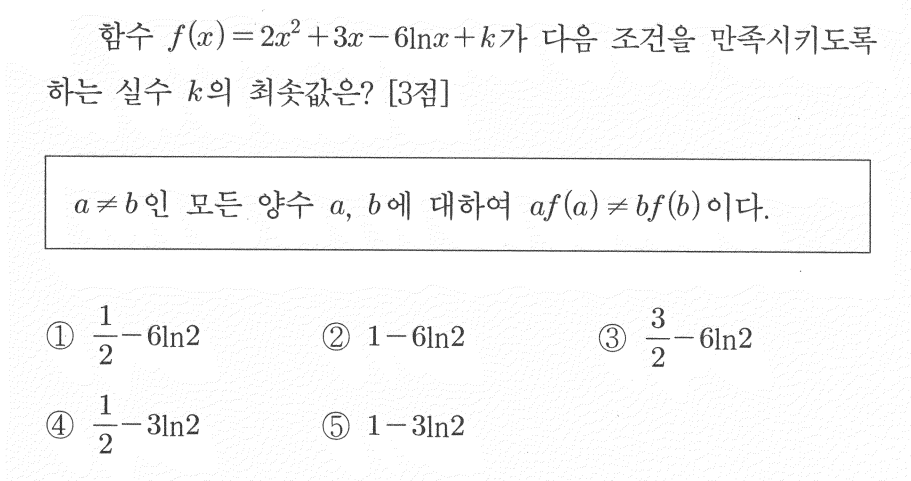 함수 f(x)=2x²+3x-6lnx+k가 다음 조건을 만족시키도록
하는 실수 k의 최솟값은? [3점]
a≠b인 모든 양수 a, b에 대하여 af(a)≠bf(b)이다.
① 1/2-6ln2 ② 1-6ln2 ③ 3/2-6ln2
④ 1/2-3ln2 ⑤ 1-3ln2